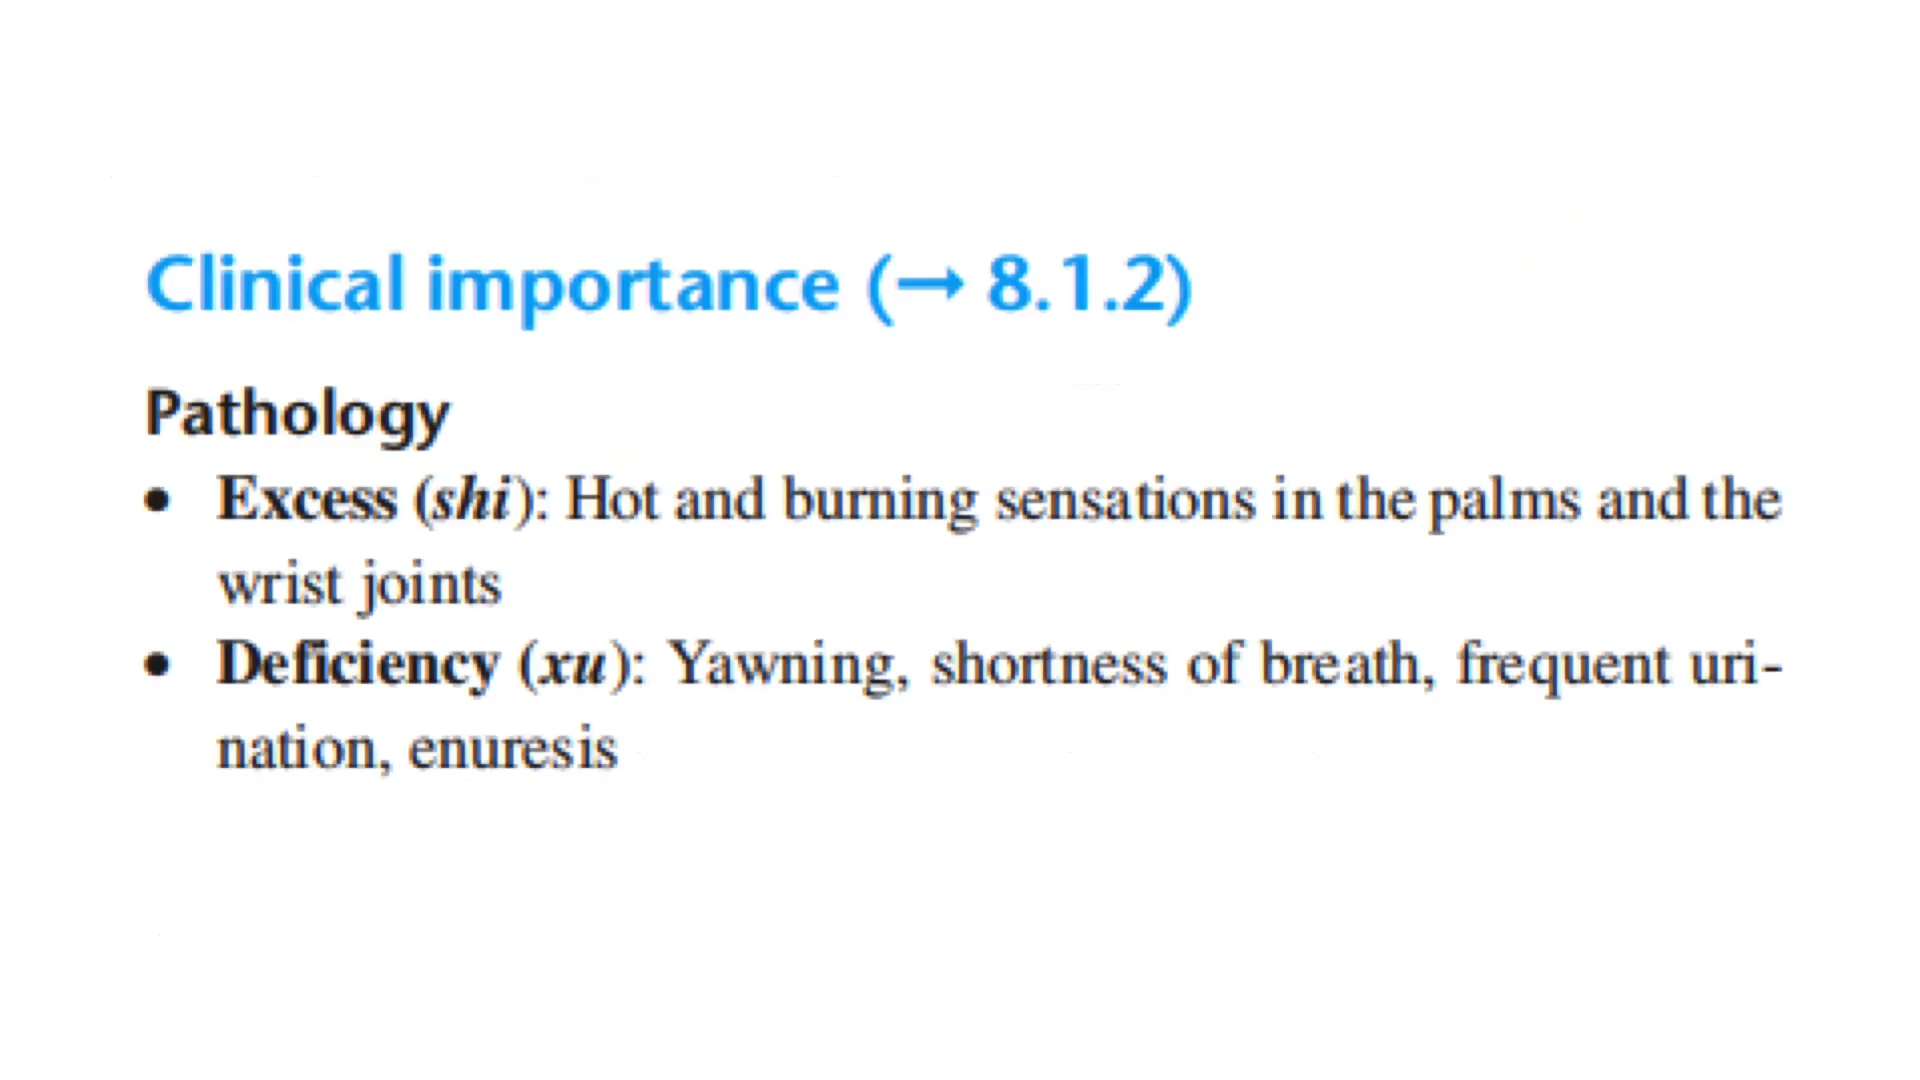 Clinical importance (→ 8.1.2)
Pathology
• Excess (shi): Hot and burning sensations in the palms and the
wrist joints
• Deficiency (xu): Yawning, shortness of breath, frequent uri-
nation, enuresis